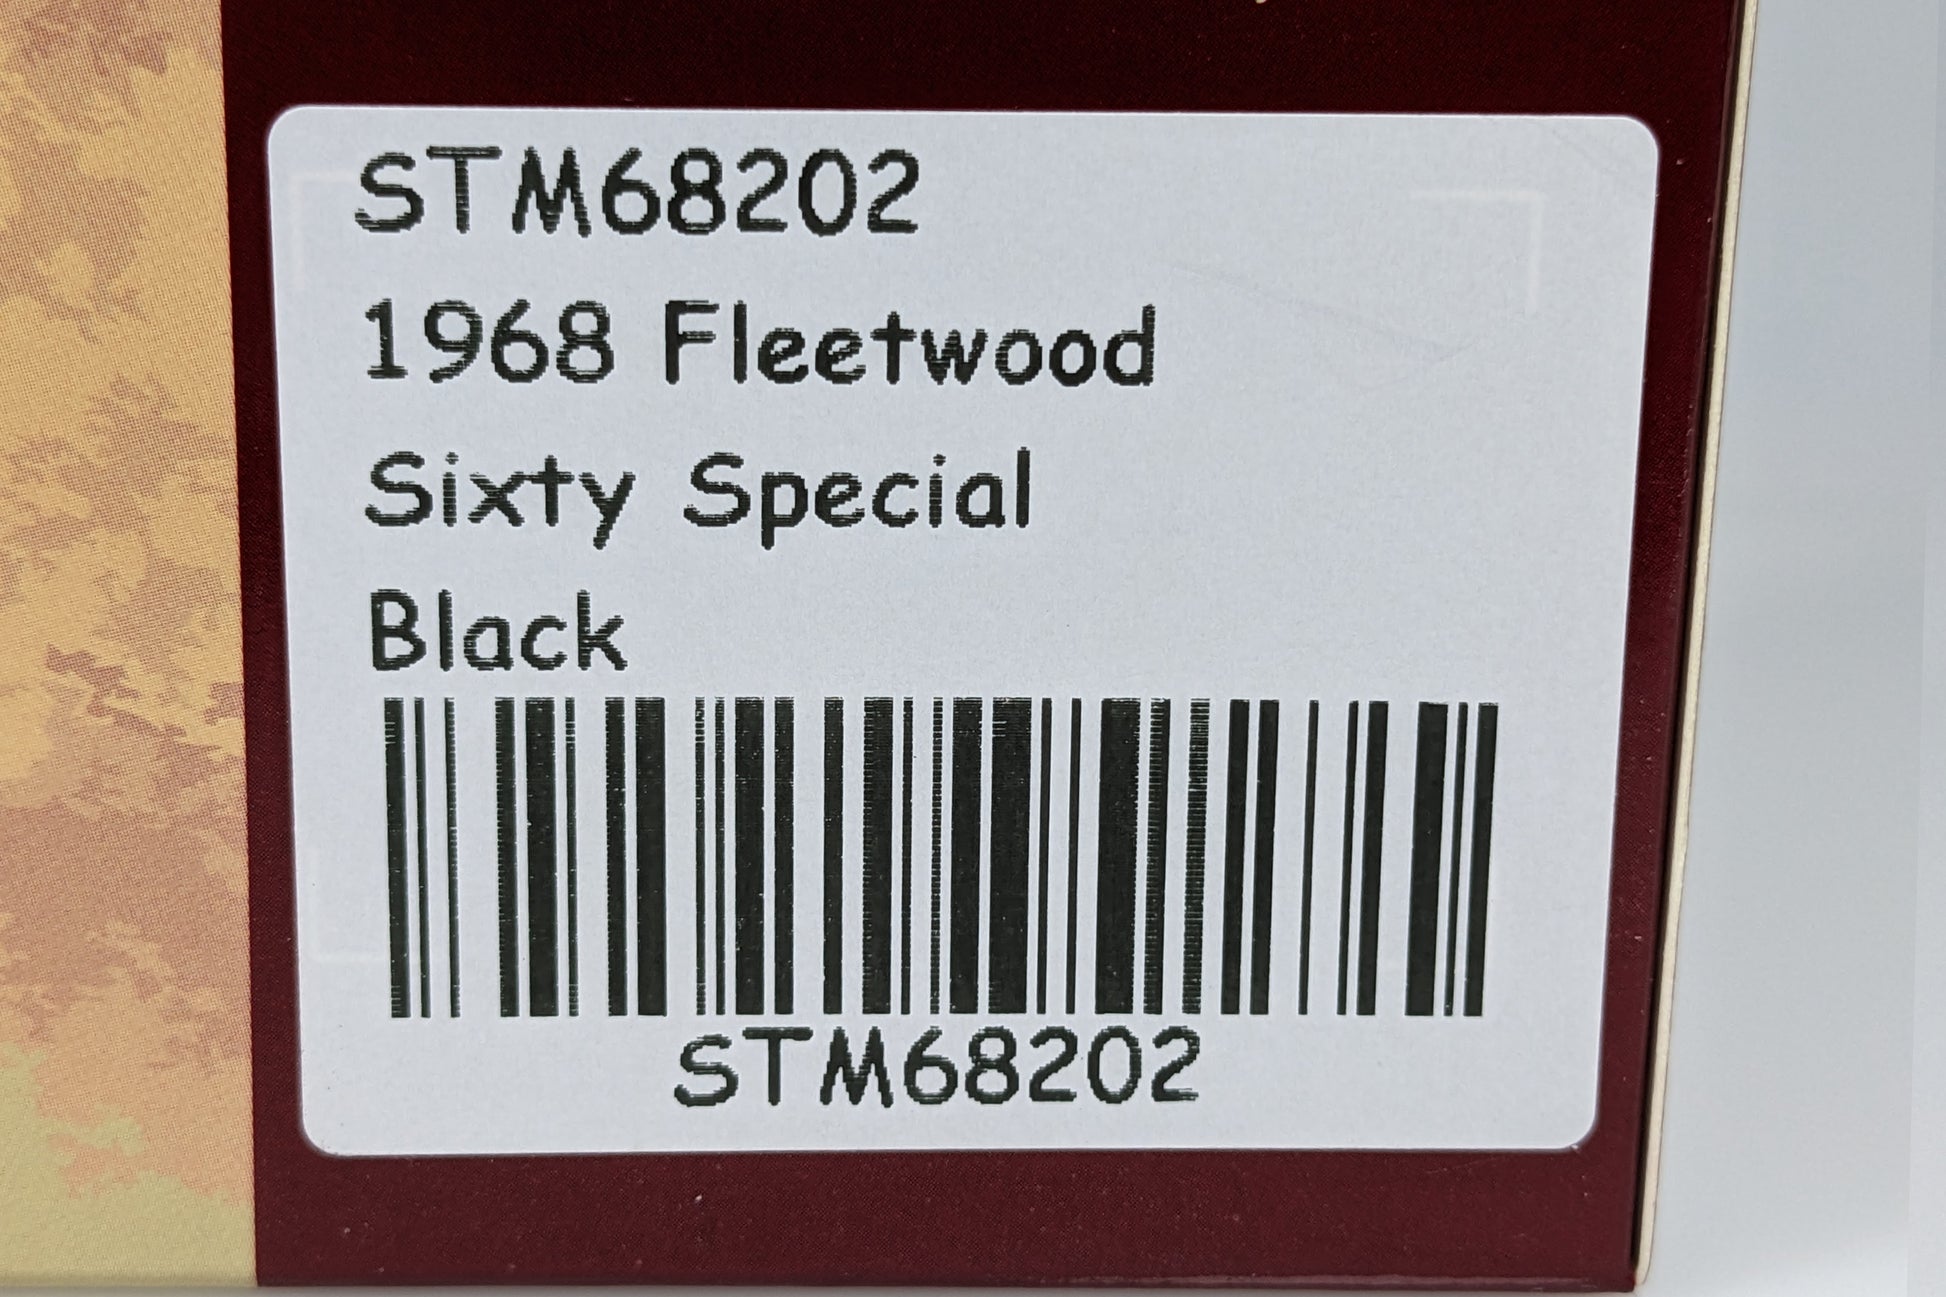 STM68202
1968 Fleetwood
Sixty Special
Black
STM68202